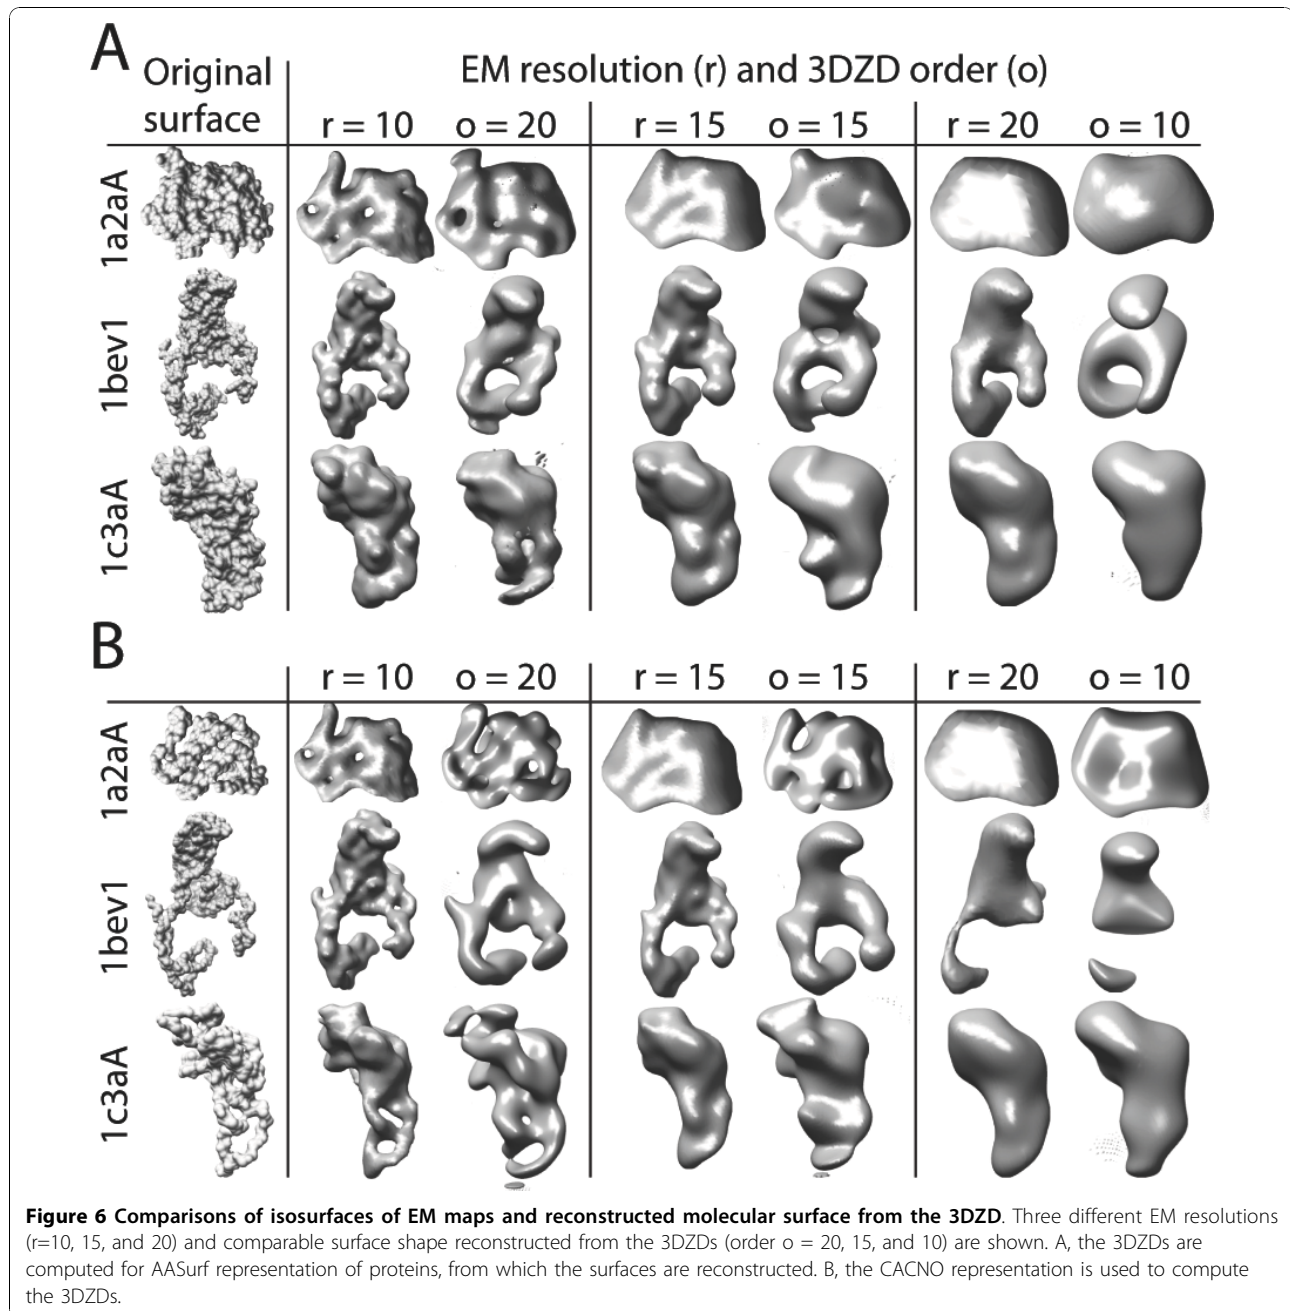 A
Original
surface
EM resolution (r) and 3DZD order (o)
r = 10 o = 20 r = 15 o = 15 r = 20 o = 10
1a2aA
1bev1
1c3aA
B
r = 10 o = 20 r = 15 o = 15 r = 20 o = 10
1a2aA
1bev1
1c3aA
Figure 6 Comparisons of isosurfaces of EM maps and reconstructed molecular surface from the 3DZD. Three different EM resolutions
(r=10, 15, and 20) and comparable surface shape reconstructed from the 3DZDs (order o = 20, 15, and 10) are shown. A, the 3DZDs are
computed for AASurf representation of proteins, from which the surfaces are reconstructed. B, the CACNO representation is used to compute
the 3DZDs.